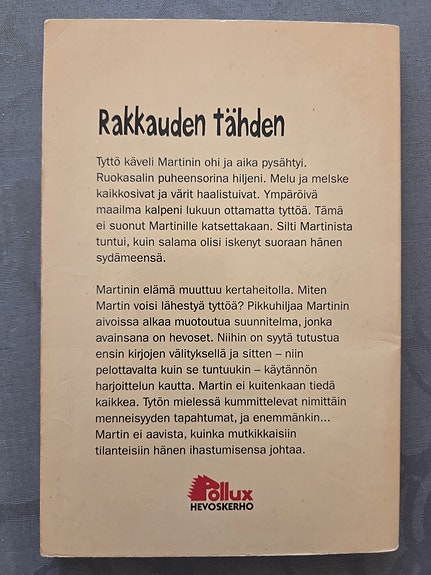 Rakkauden tähden
Tyttö käveli Martinin ohi ja aika pysähtyi.
Ruokasalin puheensorina hiljeni. Melu ja melske
kaikkosivat ja värit haalistuivat. Ympäröivä
maailma kalpeni lukuun ottamatta tyttöä. Tämä
ei suonut Martinille katsettakaan. Silti Martinista
tuntui, kuin salama olisi iskenyt suoraan hänen
sydämeensä.
Martinin elämä muuttuu kertaheitolla. Miten
Martin voisi lähestyä tyttöä? Pikkuhiljaa Martinin
aivoissa alkaa muotoutua suunnitelma, jonka
avainsana on hevoset. Niihin on syytä tutustua
ensin kirjojen välityksellä ja sitten – niin
pelottavalta kuin se tuntuukin – käytännön
harjoittelun kautta. Martin ei kuitenkaan tiedä
kaikkea. Tytön mielessä kummittelevat nimittäin
menneisyyden tapahtumat, ja enemmänkin...
Martin ei aavista, kuinka mutkikkaisiin
tilanteisiin hänen ihastumisensa johtaa.
Pollux
HEVOSKERHO